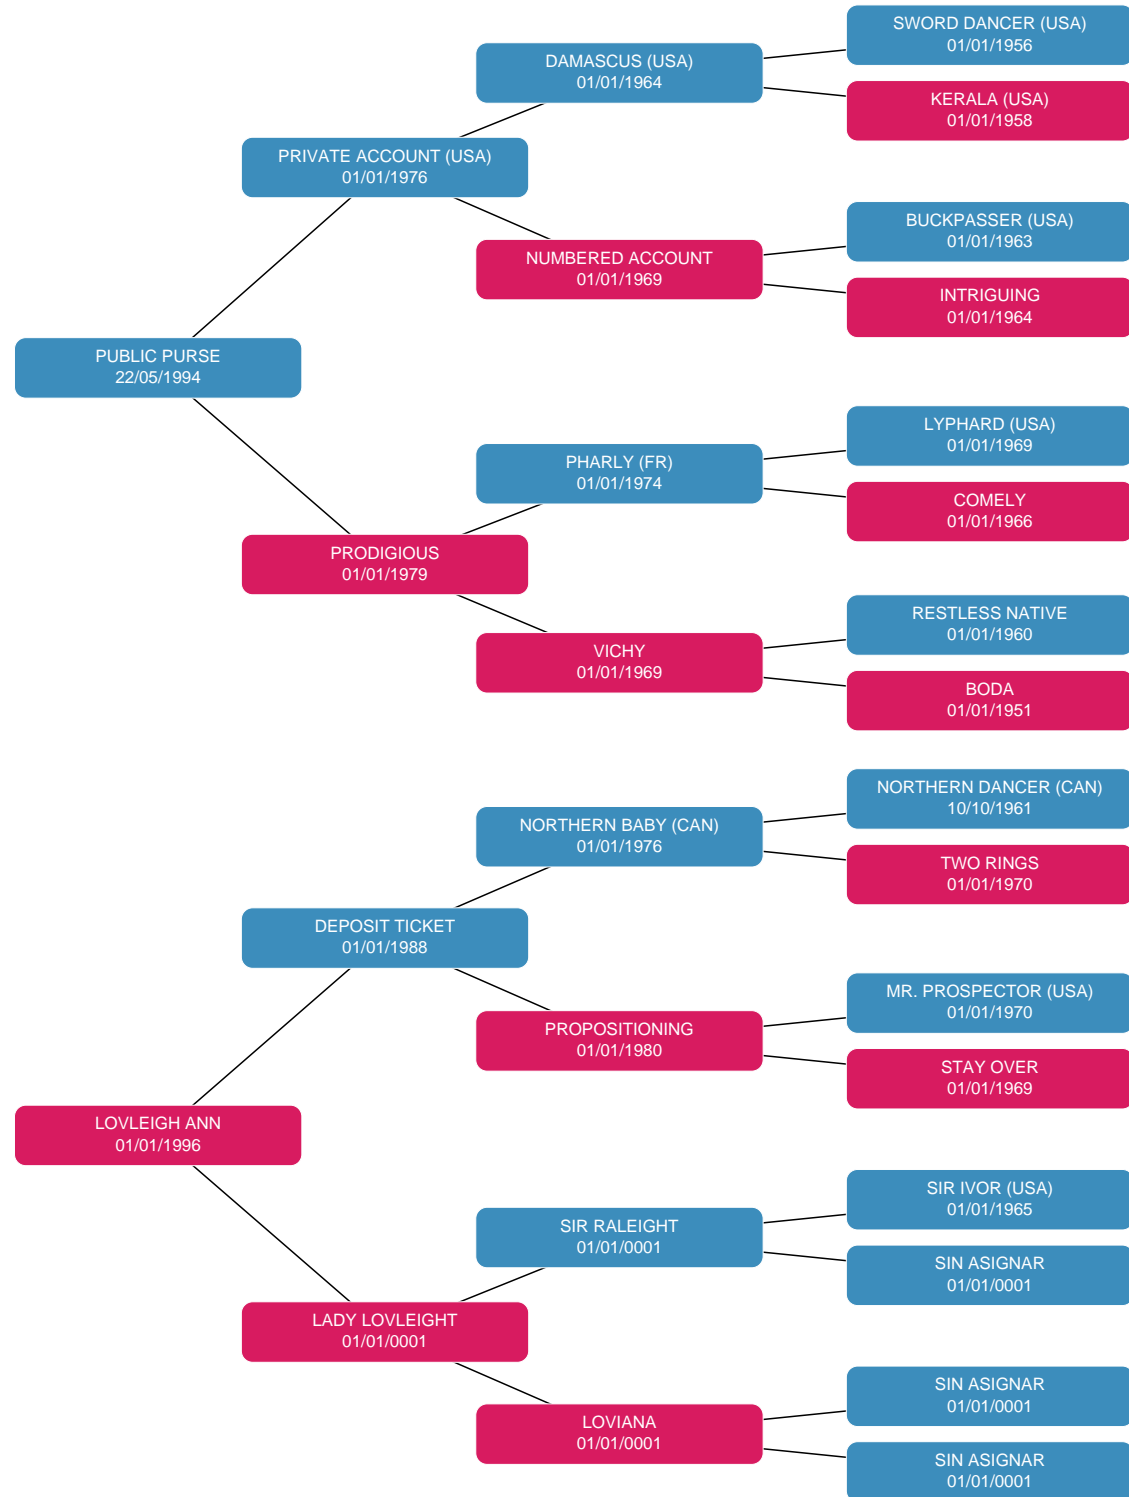 SWORD DANCER (USA)
01/01/1956
DAMASCUS (USA)
01/01/1964
KERALA (USA)
01/01/1958
PRIVATE ACCOUNT (USA)
01/01/1976
BUCKPASSER (USA)
01/01/1963
NUMBERED ACCOUNT
01/01/1969
INTRIGUING
01/01/1964
PUBLIC PURSE
22/05/1994
LYPHARD (USA)
01/01/1969
PHARLY (FR)
01/01/1974
COMELY
01/01/1966
PRODIGIOUS
01/01/1979
RESTLESS NATIVE
01/01/1960
VICHY
01/01/1969
BODA
01/01/1951
NORTHERN DANCER (CAN)
10/10/1961
NORTHERN BABY (CAN)
01/01/1976
TWO RINGS
01/01/1970
DEPOSIT TICKET
01/01/1988
MR. PROSPECTOR (USA)
01/01/1970
PROPOSITIONING
01/01/1980
STAY OVER
01/01/1969
LOVLEIGH ANN
01/01/1996
SIR IVOR (USA)
01/01/1965
SIR RALEIGHT
01/01/0001
SIN ASIGNAR
01/01/0001
LADY LOVLEIGHT
01/01/0001
SIN ASIGNAR
01/01/0001
LOVIANA
01/01/0001
SIN ASIGNAR
01/01/0001